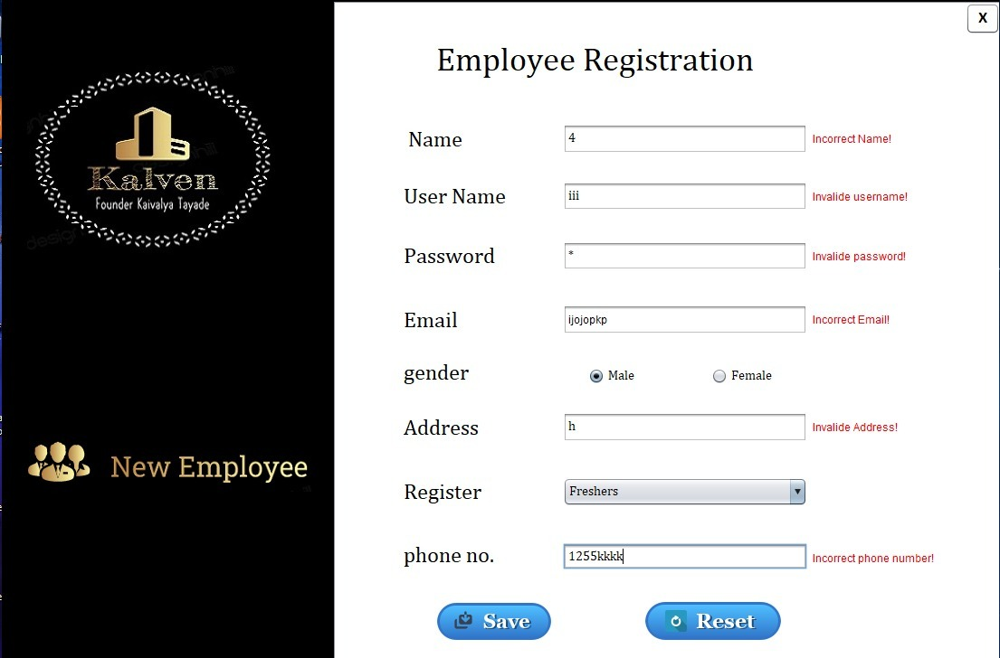 X
Employee Registration
Kalven
Founder Kaivalya Tayade
Name 4 Incorrect Name!
User Name iii Invalide username!
Password * Invalide password!
Email ijojopkp Incorrect Email!
gender Male Female
Address h Invalide Address!
New Employee
Register Freshers
phone no. 1255kkkk Incorrect phone number!
Save Reset